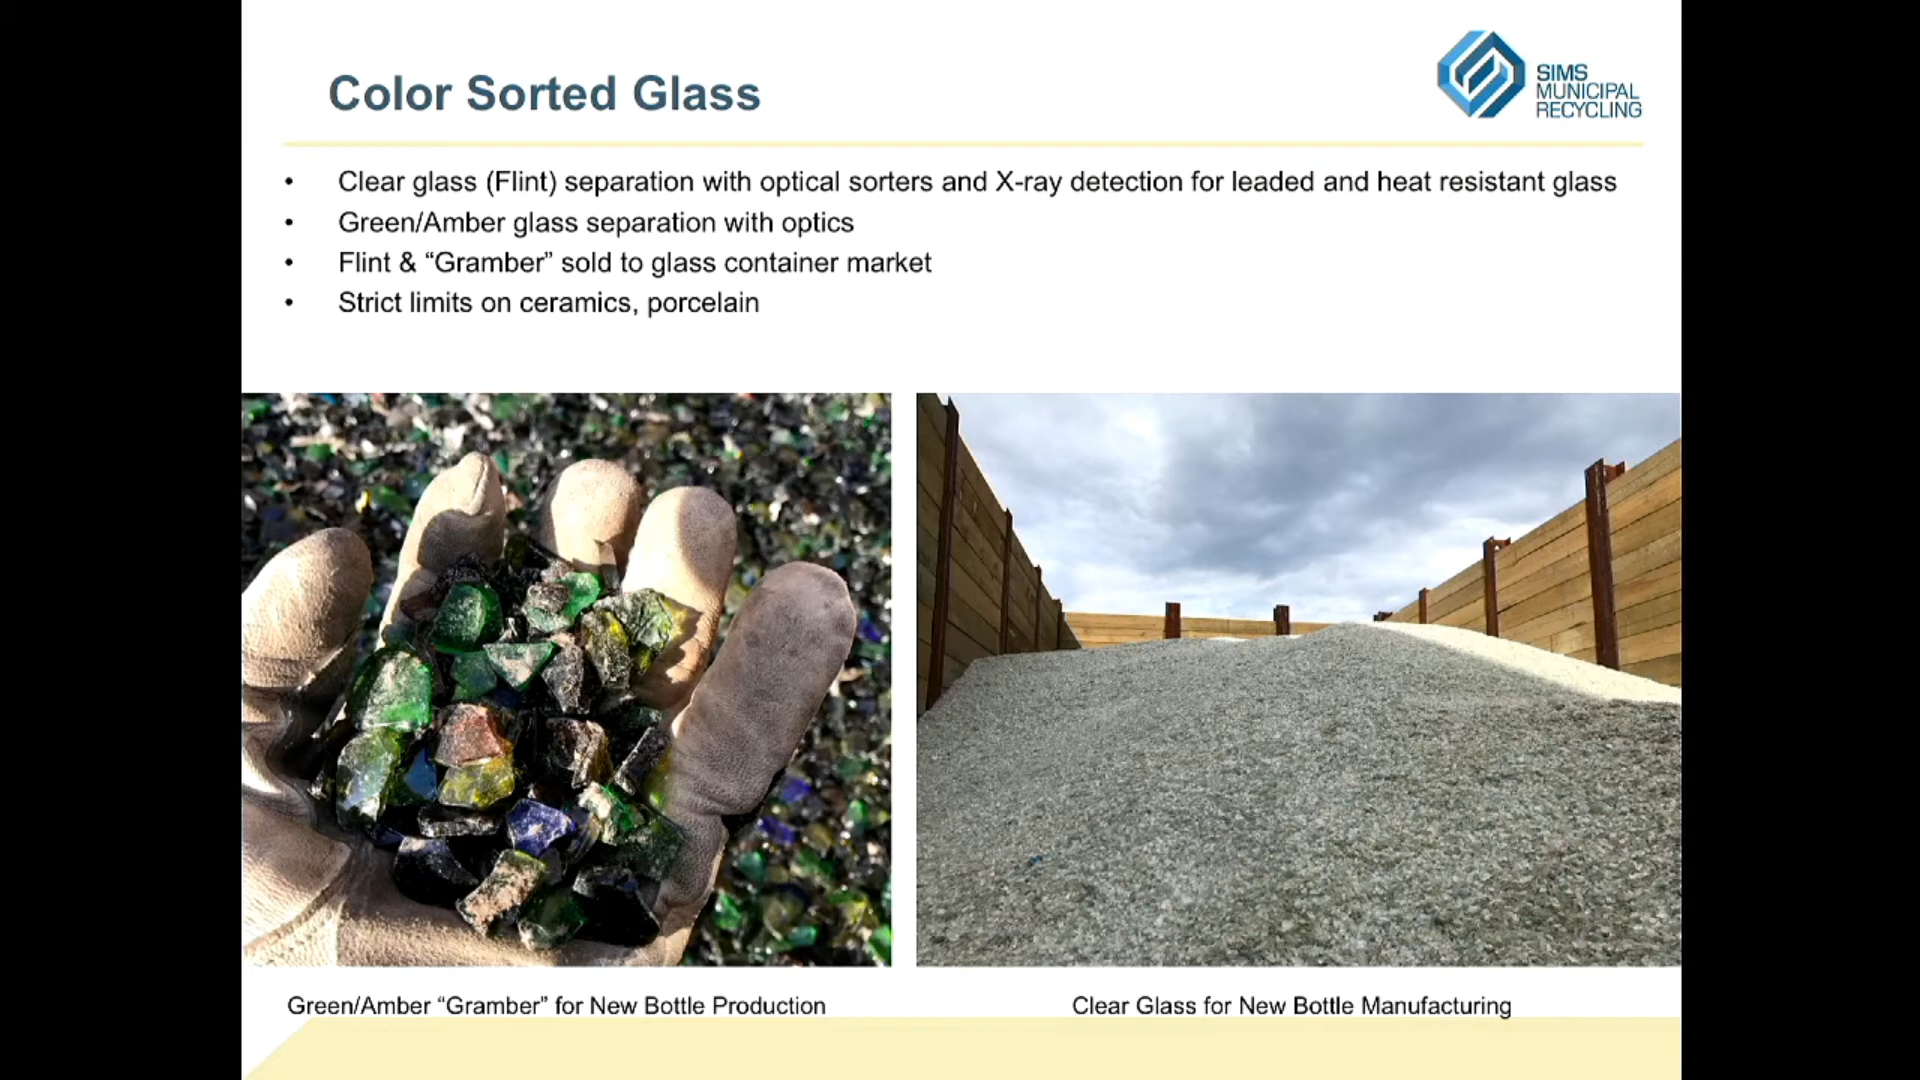 Color Sorted Glass
SIMS
MUNICIPAL
RECYCLING
• Clear glass (Flint) separation with optical sorters and X-ray detection for leaded and heat resistant glass
• Green/Amber glass separation with optics
• Flint & “Gramber” sold to glass container market
• Strict limits on ceramics, porcelain
Green/Amber “Gramber” for New Bottle Production
Clear Glass for New Bottle Manufacturing